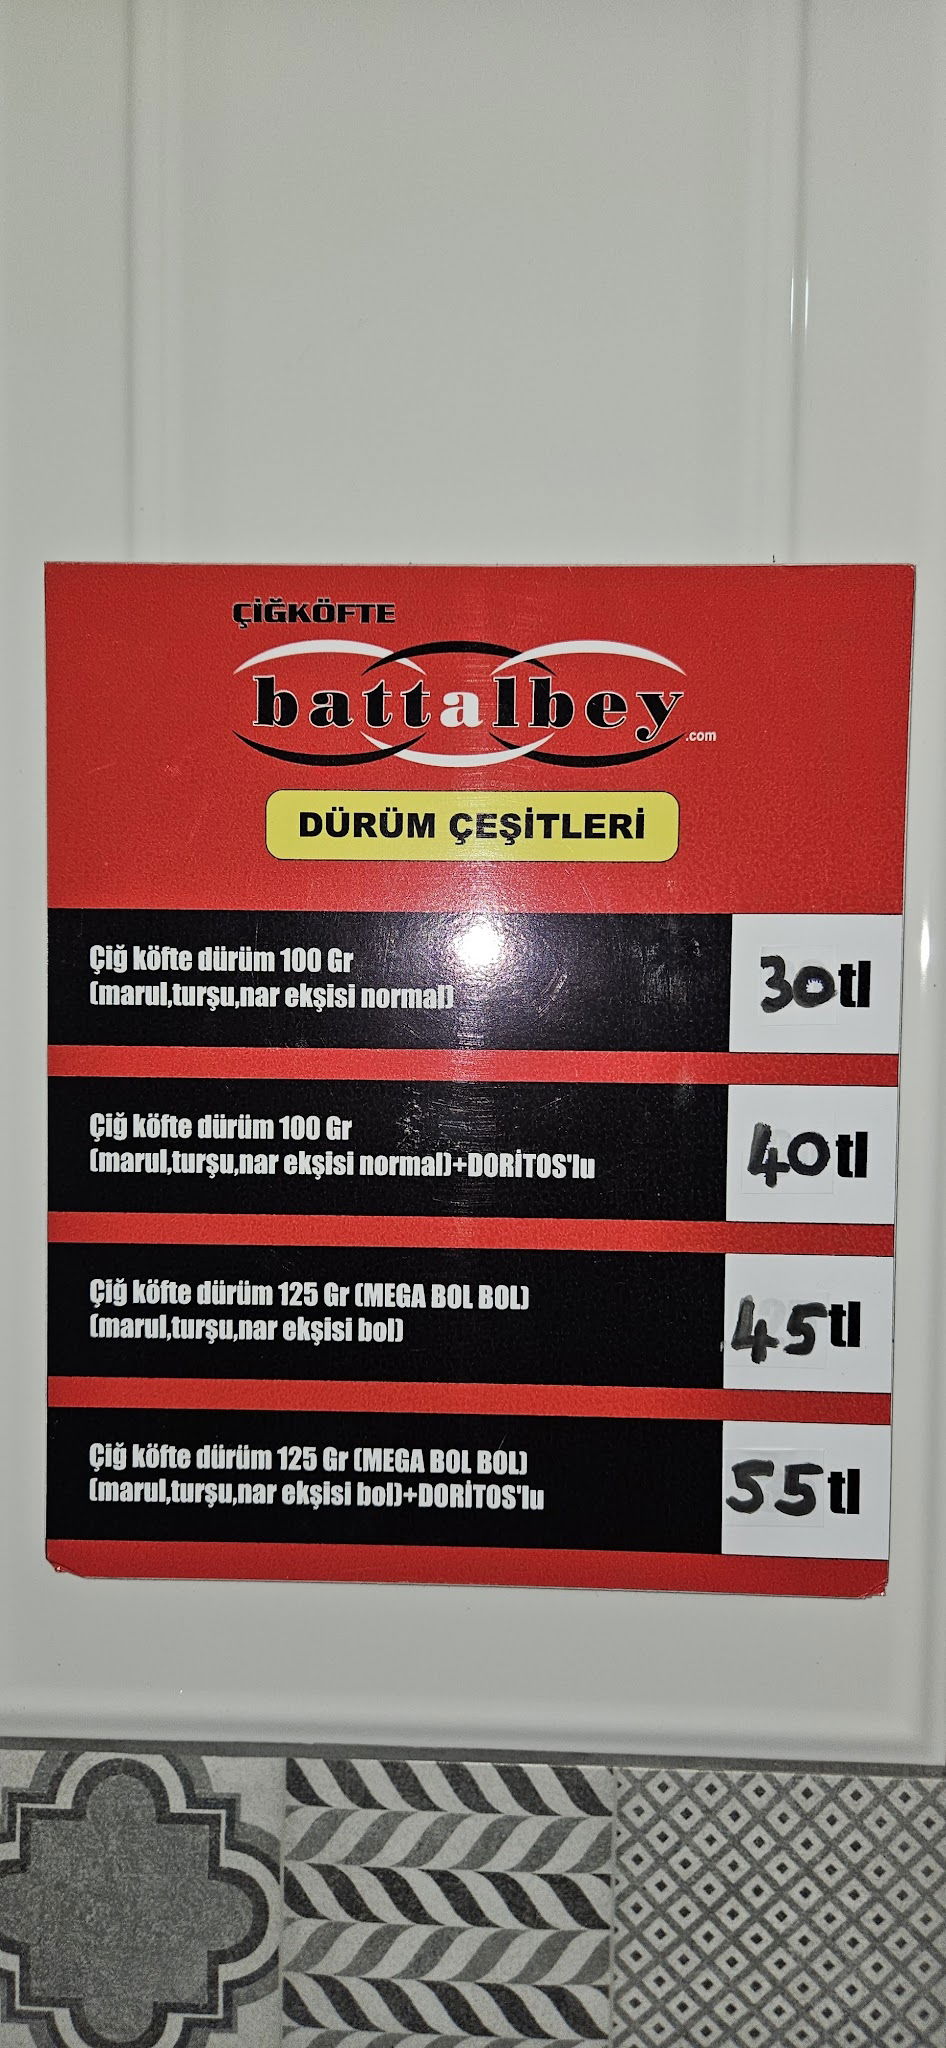 ÇİĞKÖFTE
battalbey
.com
DÜRÜM ÇEŞİTLERİ
Çiğ köfte dürüm 100 Gr
(marul,turşu,nar ekşisi normal)
30tl
Çiğ köfte dürüm 100 Gr
(marul,turşu,nar ekşisi normal)+DORİTOS'lu
40tl
Çiğ köfte dürüm 125 Gr (MEGA BOL BOL)
(marul,turşu,nar ekşisi bol)
45tl
Çiğ köfte dürüm 125 Gr (MEGA BOL BOL)
(marul,turşu,nar ekşisi bol)+DORİTOS'lu
55tl